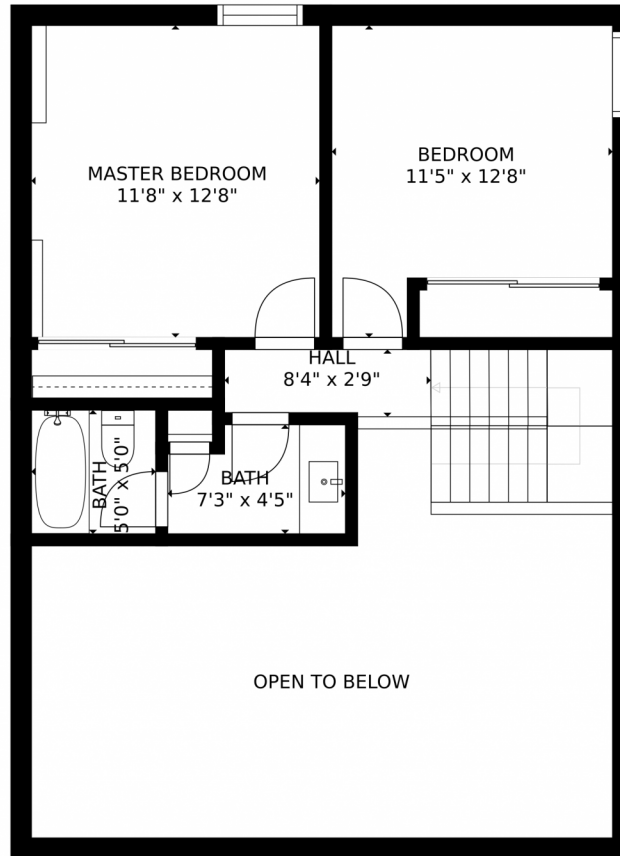 MASTER BEDROOM
11'8" x 12'8"
BEDROOM
11'5" x 12'8"
HALL
8'4" x 2'9"
BATH
5'0" x 5'0"
BATH
7'3" x 4'5"
OPEN TO BELOW